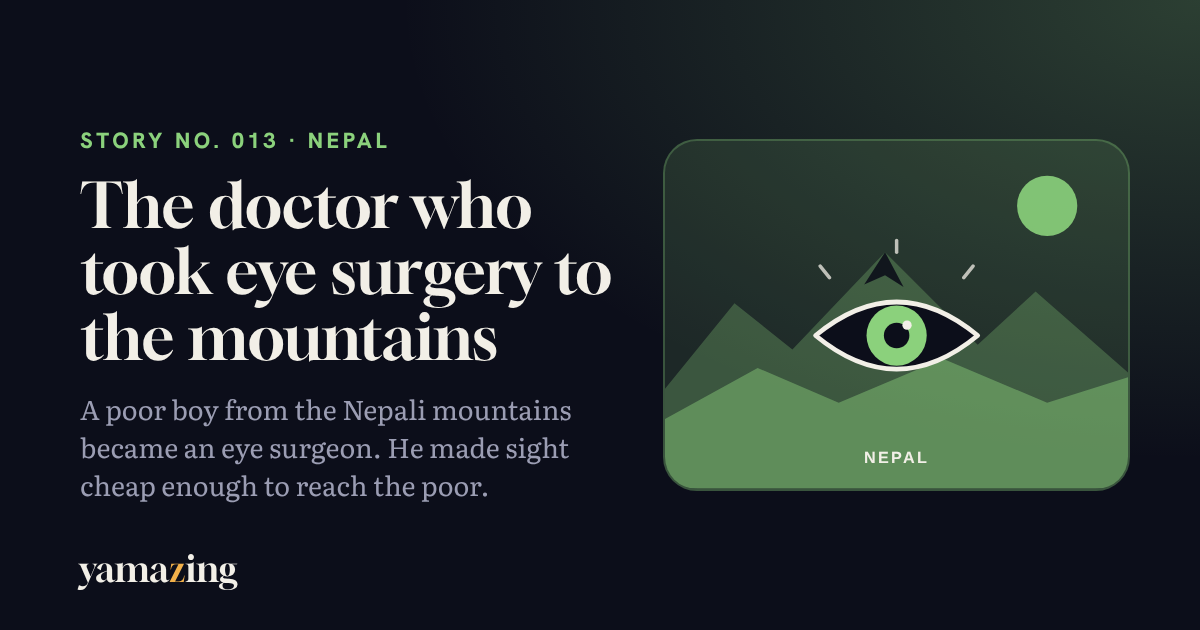 STORY NO. 013 · NEPAL
The doctor who
took eye surgery to
the mountains
A poor boy from the Nepali mountains
became an eye surgeon. He made sight
cheap enough to reach the poor.
NEPAL
yamazing